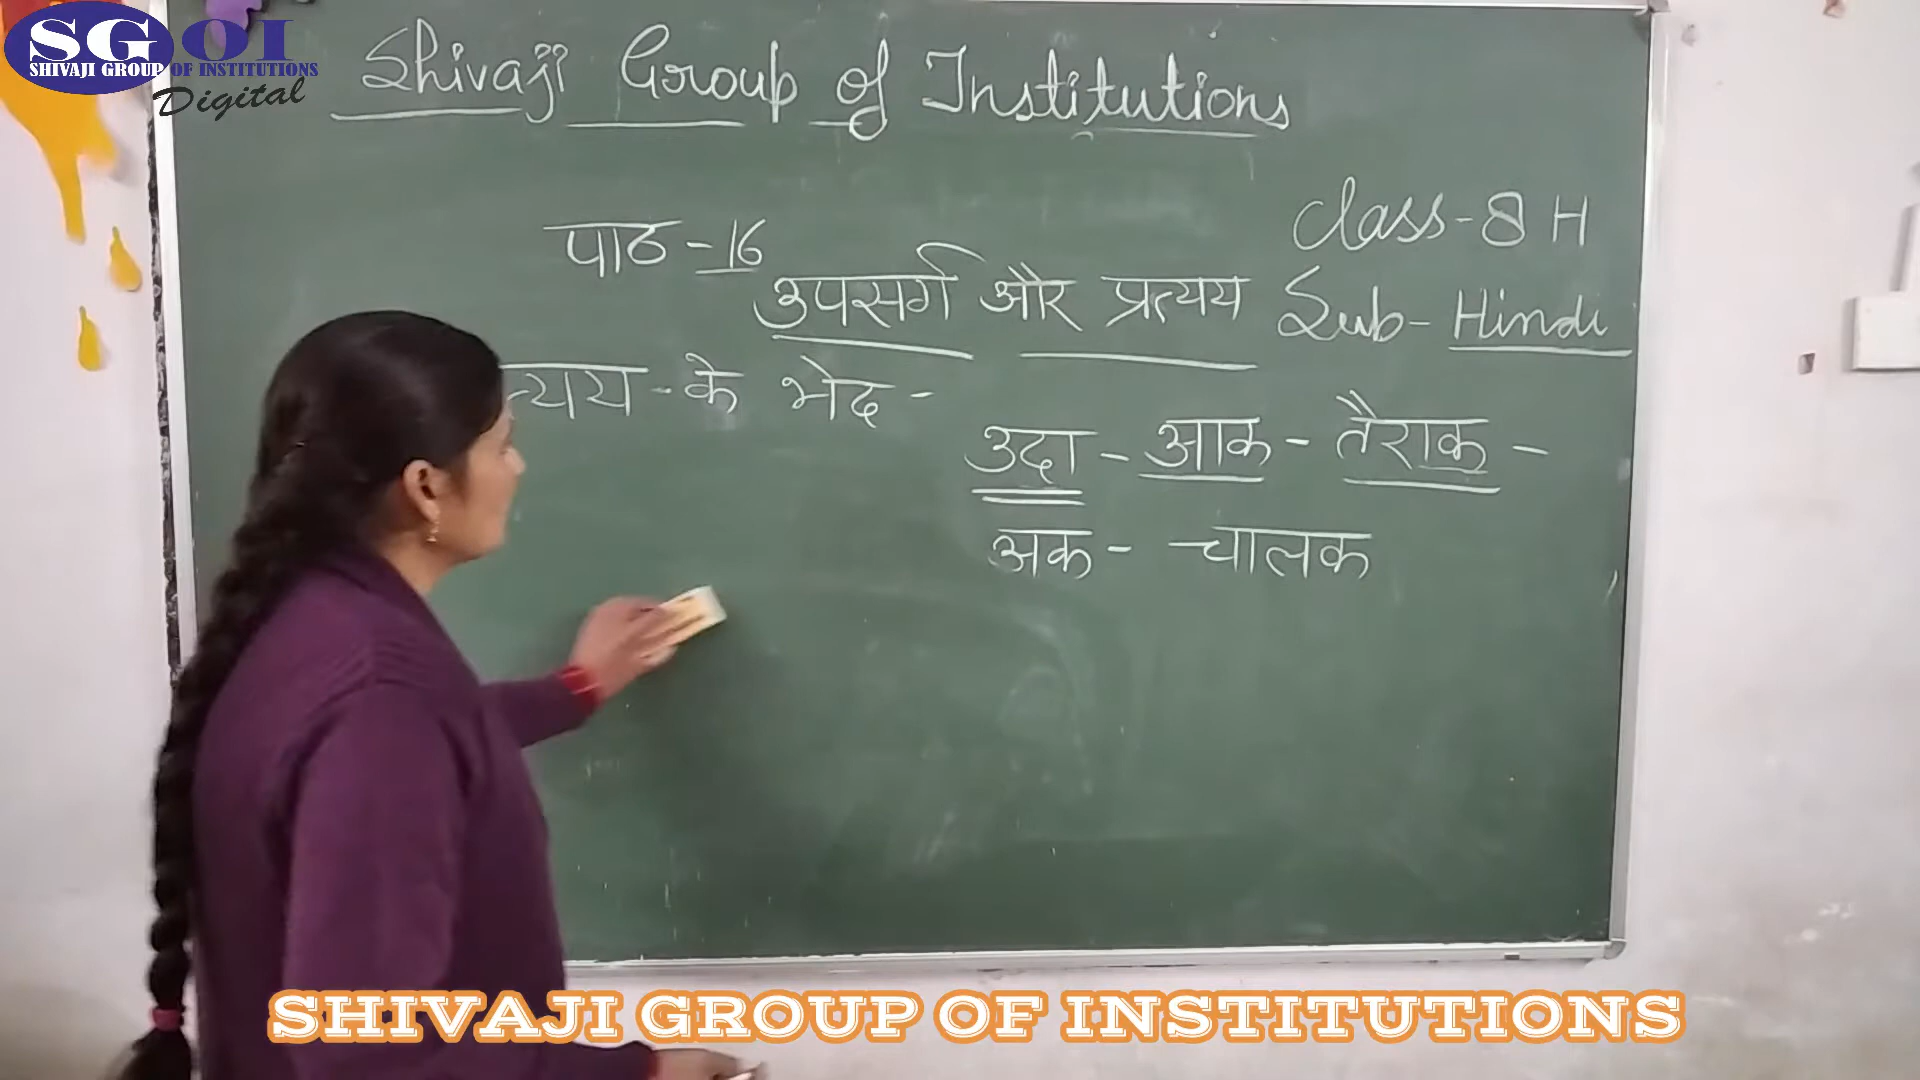 SGOI
SHIVAJI GROUP OF INSTITUTIONS
Digital
Shivaji Group of Institutions
Class-8 H
पाठ-16
उपसर्ग और प्रत्यय
Sub- Hindi
त्यय - के भेद -
उदा - आक - तैराक -
अक - चालक
SHIVAJI GROUP OF INSTITUTIONS